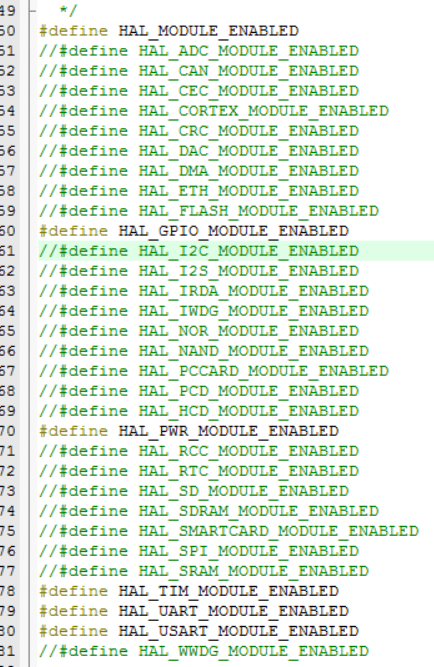 49 */
50 #define HAL_MODULE_ENABLED
51 //#define HAL_ADC_MODULE_ENABLED
52 //#define HAL_CAN_MODULE_ENABLED
53 //#define HAL_CEC_MODULE_ENABLED
54 //#define HAL_CORTEX_MODULE_ENABLED
55 //#define HAL_CRC_MODULE_ENABLED
56 //#define HAL_DAC_MODULE_ENABLED
57 //#define HAL_DMA_MODULE_ENABLED
58 //#define HAL_ETH_MODULE_ENABLED
59 //#define HAL_FLASH_MODULE_ENABLED
60 #define HAL_GPIO_MODULE_ENABLED
61 //#define HAL_I2C_MODULE_ENABLED
62 //#define HAL_I2S_MODULE_ENABLED
63 //#define HAL_IRDA_MODULE_ENABLED
64 //#define HAL_IWDG_MODULE_ENABLED
65 //#define HAL_NOR_MODULE_ENABLED
66 //#define HAL_NAND_MODULE_ENABLED
67 //#define HAL_PCCARD_MODULE_ENABLED
68 //#define HAL_PCD_MODULE_ENABLED
69 //#define HAL_HCD_MODULE_ENABLED
70 #define HAL_PWR_MODULE_ENABLED
71 //#define HAL_RCC_MODULE_ENABLED
72 //#define HAL_RTC_MODULE_ENABLED
73 //#define HAL_SD_MODULE_ENABLED
74 //#define HAL_SDRAM_MODULE_ENABLED
75 //#define HAL_SMARTCARD_MODULE_ENABLED
76 //#define HAL_SPI_MODULE_ENABLED
77 //#define HAL_SRAM_MODULE_ENABLED
78 #define HAL_TIM_MODULE_ENABLED
79 #define HAL_UART_MODULE_ENABLED
80 #define HAL_USART_MODULE_ENABLED
81 //#define HAL_WWDG_MODULE_ENABLED